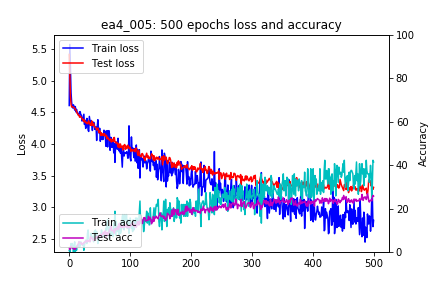 ea4_005: 500 epochs loss and accuracy
Train loss
Test loss
Train acc
Test acc
Loss
5.5
5.0
4.5
4.0
3.5
3.0
2.5
Accuracy
100
80
60
40
20
0
0
100
200
300
400
500